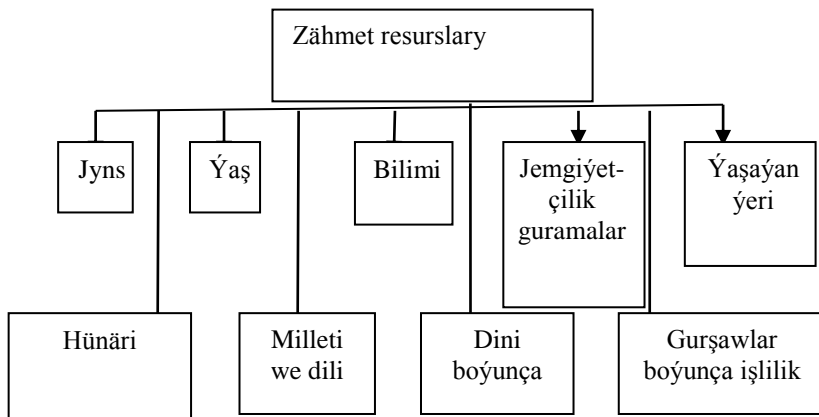 Zähmet resurslary
Jyns
Ýaş
Bilimi
Jemgiýet-
çilik
guramalar
Ýaşaýan
ýeri
Hünäri
Milleti
we dili
Dini
boýunça
Gurşawlar
boýunça işlilik